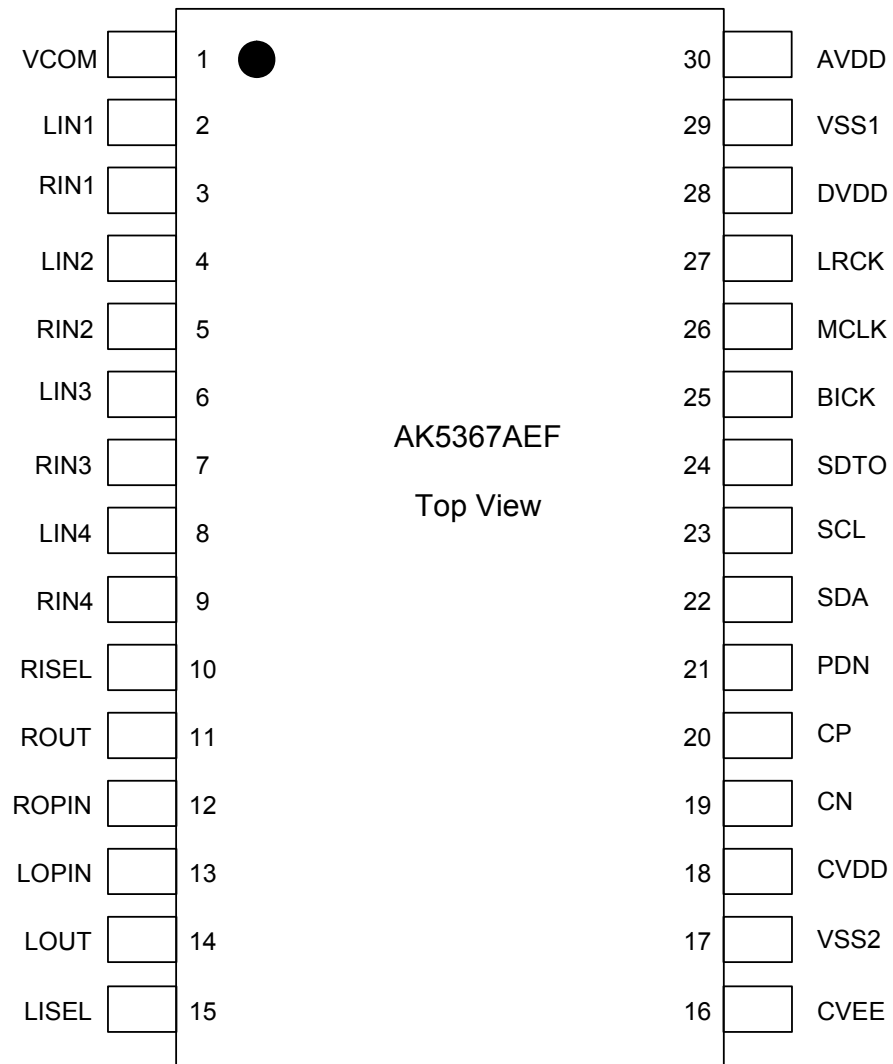 VCOM 1 30 AVDD
LIN1 2 29 VSS1
RIN1 3 28 DVDD
LIN2 4 27 LRCK
RIN2 5 26 MCLK
LIN3 6 25 BICK
AK5367AEF
RIN3 7 24 SDTO
Top View
LIN4 8 23 SCL
RIN4 9 22 SDA
RISEL 10 21 PDN
ROUT 11 20 CP
ROPIN 12 19 CN
LOPIN 13 18 CVDD
LOUT 14 17 VSS2
LISEL 15 16 CVEE